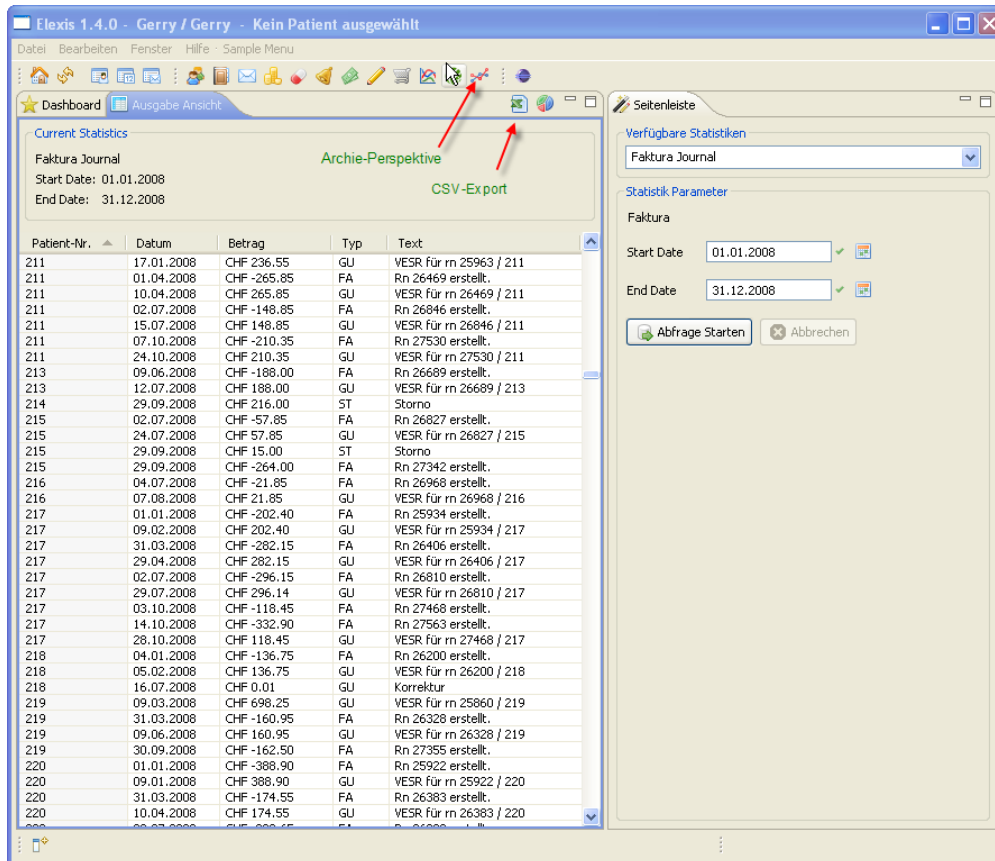 Elexis 1.4.0 - Gerry / Gerry - Kein Patient ausgewählt
Datei Bearbeiten Fenster Hilfe Sample Menu
Dashboard Ausgabe Ansicht
Current Statistics
Faktura Journal
Start Date: 01.01.2008
End Date: 31.12.2008
Archie-Perspektive
CSV-Export
Patient-Nr. Datum Betrag Typ Text
211 17.01.2008 CHF 236.55 GU VESR für rn 25963 / 211
211 01.04.2008 CHF -265.85 FA Rn 26469 erstellt.
211 10.04.2008 CHF 265.85 GU VESR für rn 26469 / 211
211 02.07.2008 CHF -148.85 FA Rn 26846 erstellt.
211 15.07.2008 CHF 148.85 GU VESR für rn 26846 / 211
211 07.10.2008 CHF -210.35 FA Rn 27530 erstellt.
211 24.10.2008 CHF 210.35 GU VESR für rn 27530 / 211
213 09.06.2008 CHF -188.00 FA Rn 26689 erstellt.
213 12.07.2008 CHF 188.00 GU VESR für rn 26689 / 213
214 29.09.2008 CHF 216.00 ST Storno
215 02.07.2008 CHF -57.85 FA Rn 26827 erstellt.
215 24.07.2008 CHF 57.85 GU VESR für rn 26827 / 215
215 29.09.2008 CHF 15.00 ST Storno
215 29.09.2008 CHF -264.00 FA Rn 27342 erstellt.
216 04.07.2008 CHF -21.85 FA Rn 26968 erstellt.
216 07.08.2008 CHF 21.85 GU VESR für rn 26968 / 216
217 01.01.2008 CHF -202.40 FA Rn 25934 erstellt.
217 09.02.2008 CHF 202.40 GU VESR für rn 25934 / 217
217 31.03.2008 CHF -282.15 FA Rn 26406 erstellt.
217 29.04.2008 CHF 282.15 GU VESR für rn 26406 / 217
217 02.07.2008 CHF -296.15 FA Rn 26810 erstellt.
217 29.07.2008 CHF 296.14 GU VESR für rn 26810 / 217
217 03.10.2008 CHF -118.45 FA Rn 27468 erstellt.
217 14.10.2008 CHF -332.90 FA Rn 27563 erstellt.
217 28.10.2008 CHF 118.45 GU VESR für rn 27468 / 217
218 04.01.2008 CHF -136.75 FA Rn 26200 erstellt.
218 05.02.2008 CHF 136.75 GU VESR für rn 26200 / 218
218 16.07.2008 CHF 0.01 GU Korrektur
219 09.03.2008 CHF 698.25 GU VESR für rn 25860 / 219
219 31.03.2008 CHF -160.95 FA Rn 26328 erstellt.
219 09.06.2008 CHF 160.95 GU VESR für rn 26328 / 219
219 30.09.2008 CHF -162.50 FA Rn 27355 erstellt.
220 01.01.2008 CHF -388.90 FA Rn 25922 erstellt.
220 09.01.2008 CHF 388.90 GU VESR für rn 25922 / 220
220 31.03.2008 CHF -174.55 FA Rn 26383 erstellt.
220 10.04.2008 CHF 174.55 GU VESR für rn 26383 / 220
Seitenleiste
Verfügbare Statistiken
Faktura Journal
Statistik Parameter
Faktura
Start Date 01.01.2008
End Date 31.12.2008
Abfrage Starten Abbrechen